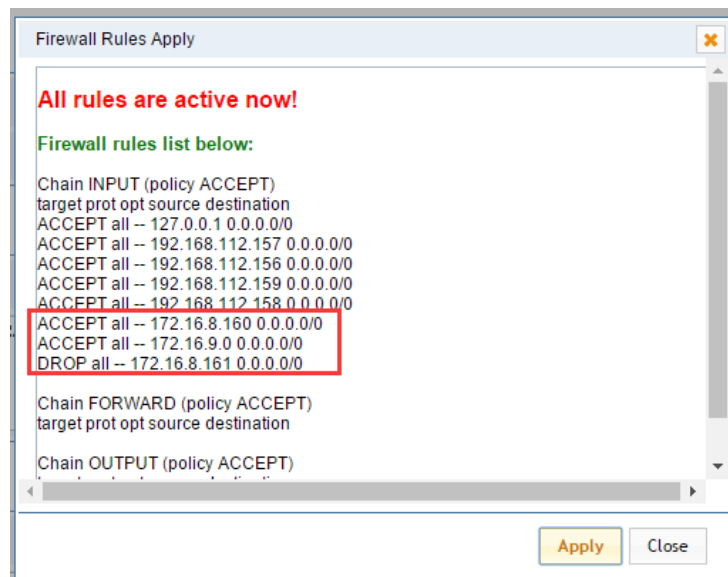 Firewall Rules Apply
All rules are active now!
Firewall rules list below:
Chain INPUT (policy ACCEPT)
target prot opt source destination
ACCEPT all -- 127.0.0.1 0.0.0.0/0
ACCEPT all -- 192.168.112.157 0.0.0.0/0
ACCEPT all -- 192.168.112.156 0.0.0.0/0
ACCEPT all -- 192.168.112.159 0.0.0.0/0
ACCEPT all -- 192.168.112.158 0.0.0.0/0
ACCEPT all -- 172.16.8.160 0.0.0.0/0
ACCEPT all -- 172.16.9.0 0.0.0.0/0
DROP all -- 172.16.8.161 0.0.0.0/0
Chain FORWARD (policy ACCEPT)
target prot opt source destination
Chain OUTPUT (policy ACCEPT)
Apply
Close